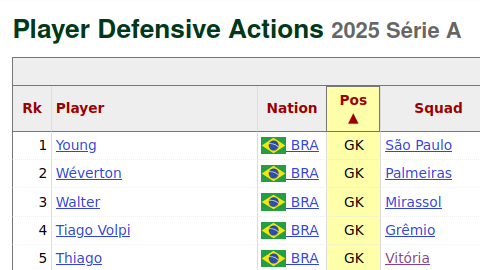 Player Defensive Actions 2025 Série A
Rk Player Nation Pos ▲ Squad
1 Young BRA GK São Paulo
2 Wéverton BRA GK Palmeiras
3 Walter BRA GK Mirassol
4 Tiago Volpi BRA GK Grêmio
5 Thiago BRA GK Vitória